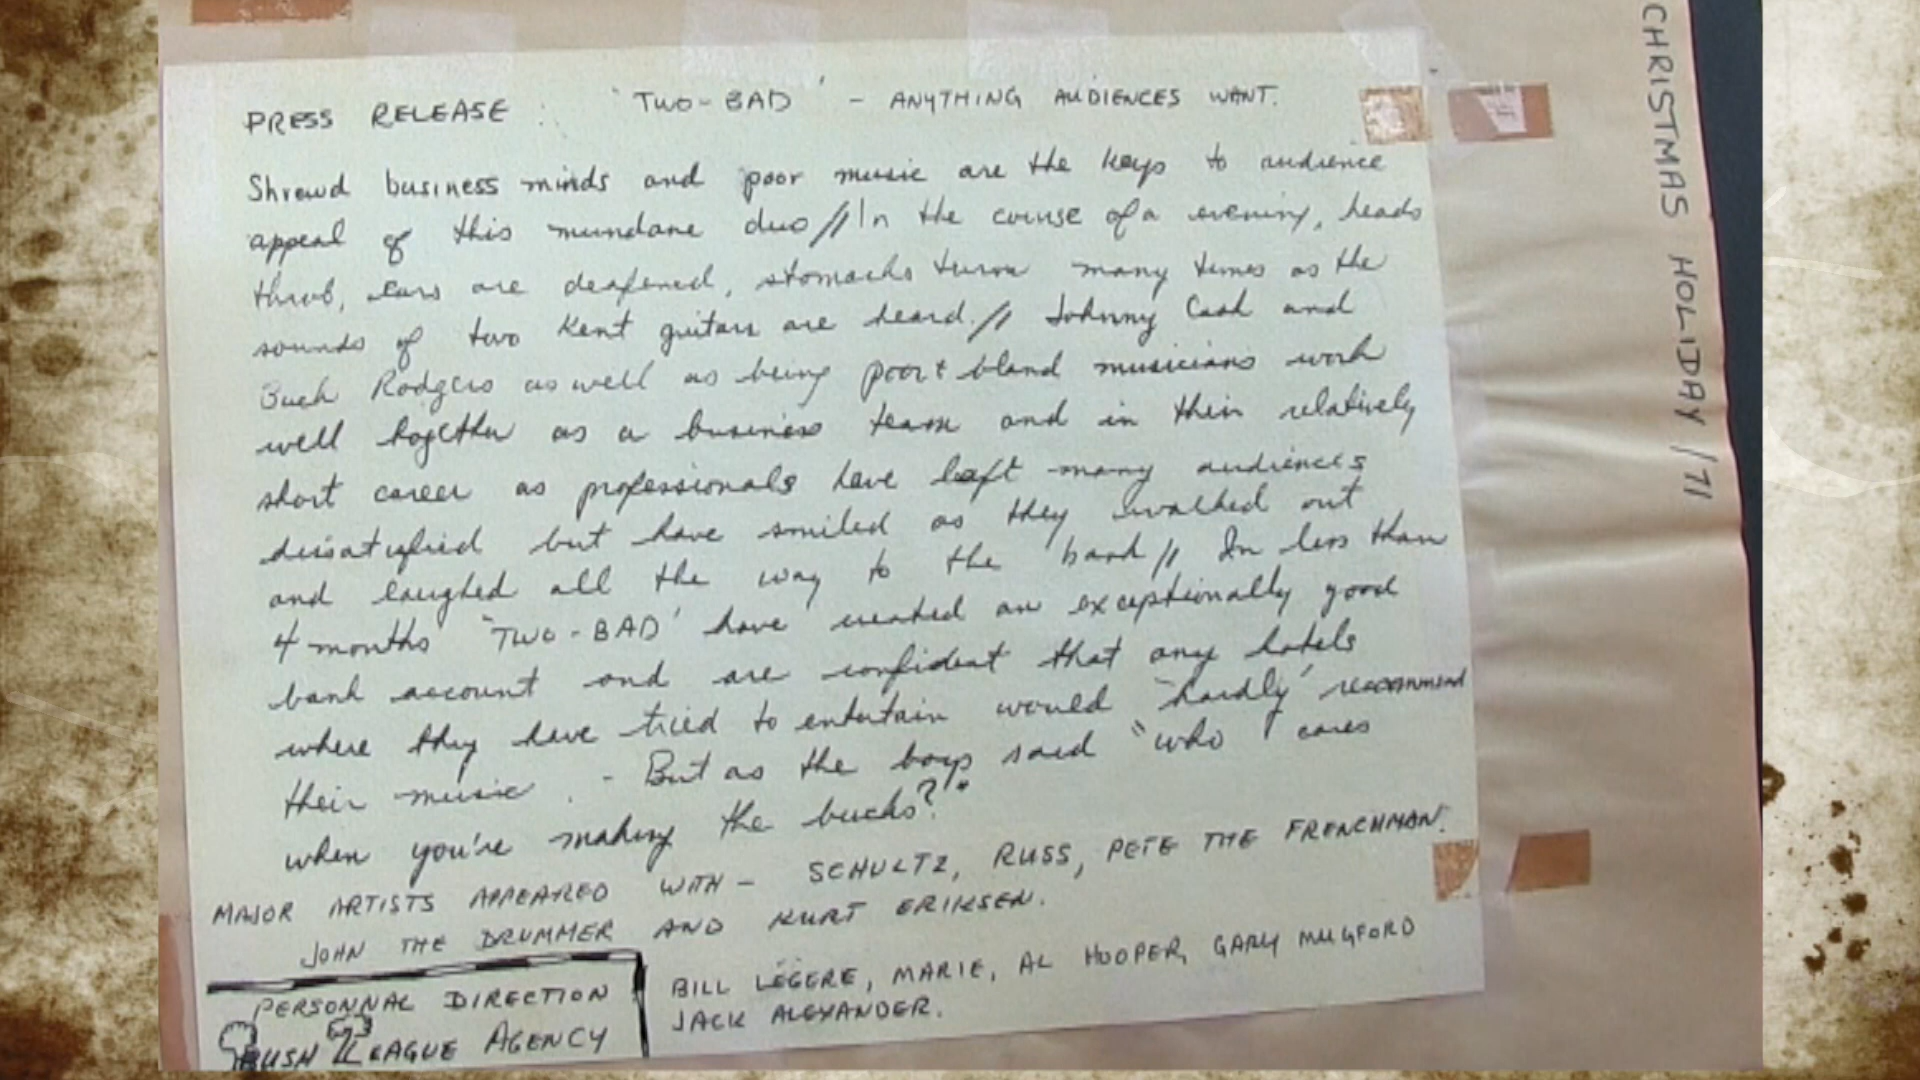 PRESS RELEASE : 'TWO-BAD' - ANYTHING AUDIENCES WANT.
Shrewd business minds and poor music are the keys to audience
appeal of this mundane duo // In the course of a evening, heads
throb, ears are deafened, stomachs turn many times as the
sounds of two Kent guitars are heard. // Johnny Cash and
Buck Rodgers as well as being poor & bland musicians work
well together as a business team and in their relatively
short career as professionals have left many audiences
dissatisfied but have smiled as they walked out
and laughed all the way to the bank // In less than
4 months "TWO-BAD' have created an exceptionally good
bank account and are confident that any hotels
where they have tried to entertain would "hardly' recommend
their music. - But as the boys said "who cares
when you're making the bucks?"
MAJOR ARTISTS APPEARED WITH - SCHULTZ, RUSS, PETE THE FRENCHMAN.
JOHN THE DRUMMER AND KURT ERIKSEN.
BILL LEGERE, MARIE, AL HOOPER, GARY MUGFORD
JACK ALEXANDER.
PERSONNAL DIRECTION
BUSH LEAGUE AGENCY
CHRISTMAS HOLIDAY /71